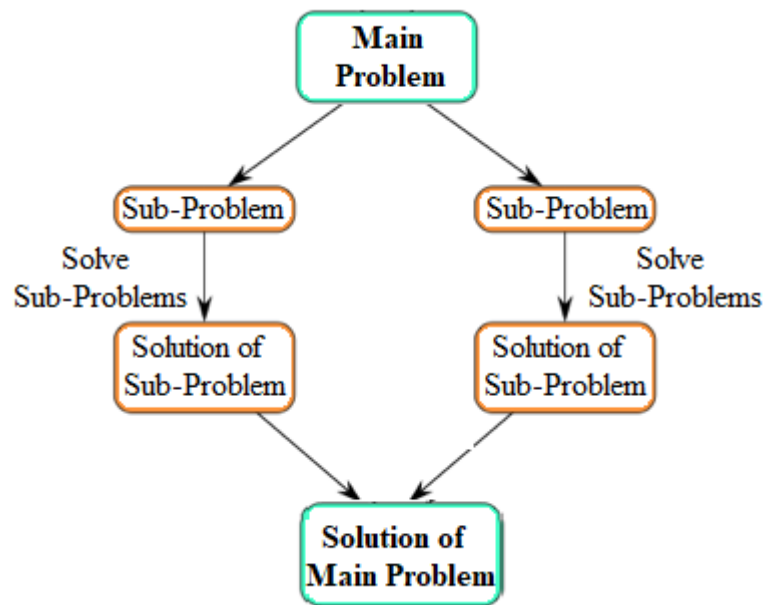 Main
Problem
Sub-Problem
Sub-Problem
Solve
Sub-Problems
Solve
Sub-Problems
Solution of
Sub-Problem
Solution of
Sub-Problem
Solution of
Main Problem